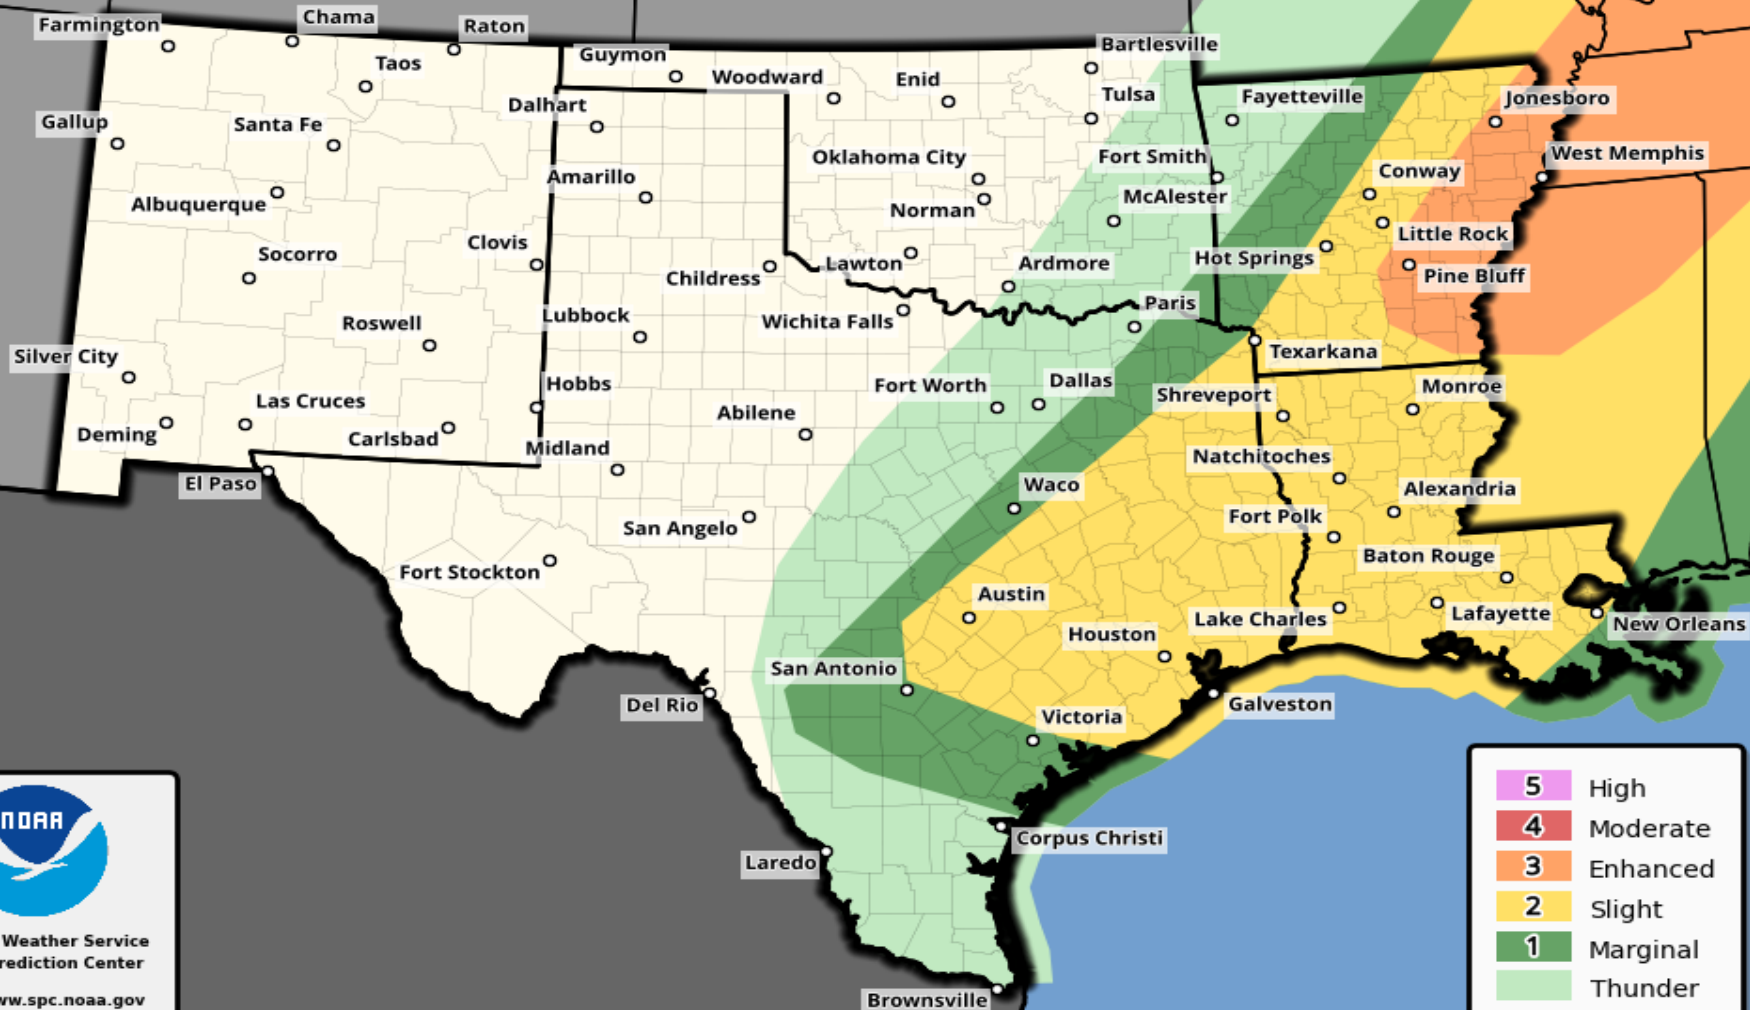 Farmington
Chama
Raton
Taos
Guymon
Woodward
Enid
Bartlesville
Tulsa
Fayetteville
Jonesboro
Dalhart
Gallup
Santa Fe
Oklahoma City
Fort Smith
West Memphis
Conway
Amarillo
McAlester
Albuquerque
Norman
Little Rock
Socorro
Clovis
Childress
Lawton
Ardmore
Hot Springs
Pine Bluff
Roswell
Lubbock
Wichita Falls
Paris
Silver City
Texarkana
Las Cruces
Hobbs
Fort Worth
Dallas
Shreveport
Monroe
Deming
Carlsbad
Midland
Abilene
Natchitoches
El Paso
Waco
Alexandria
San Angelo
Fort Polk
Fort Stockton
Baton Rouge
Austin
Houston
Lake Charles
Lafayette
New Orleans
San Antonio
Del Rio
Victoria
Galveston
Corpus Christi
Laredo
Brownsville
NOAA
Weather Service
rediction Center
ww.spc.noaa.gov
5 High
4 Moderate
3 Enhanced
2 Slight
1 Marginal
Thunder